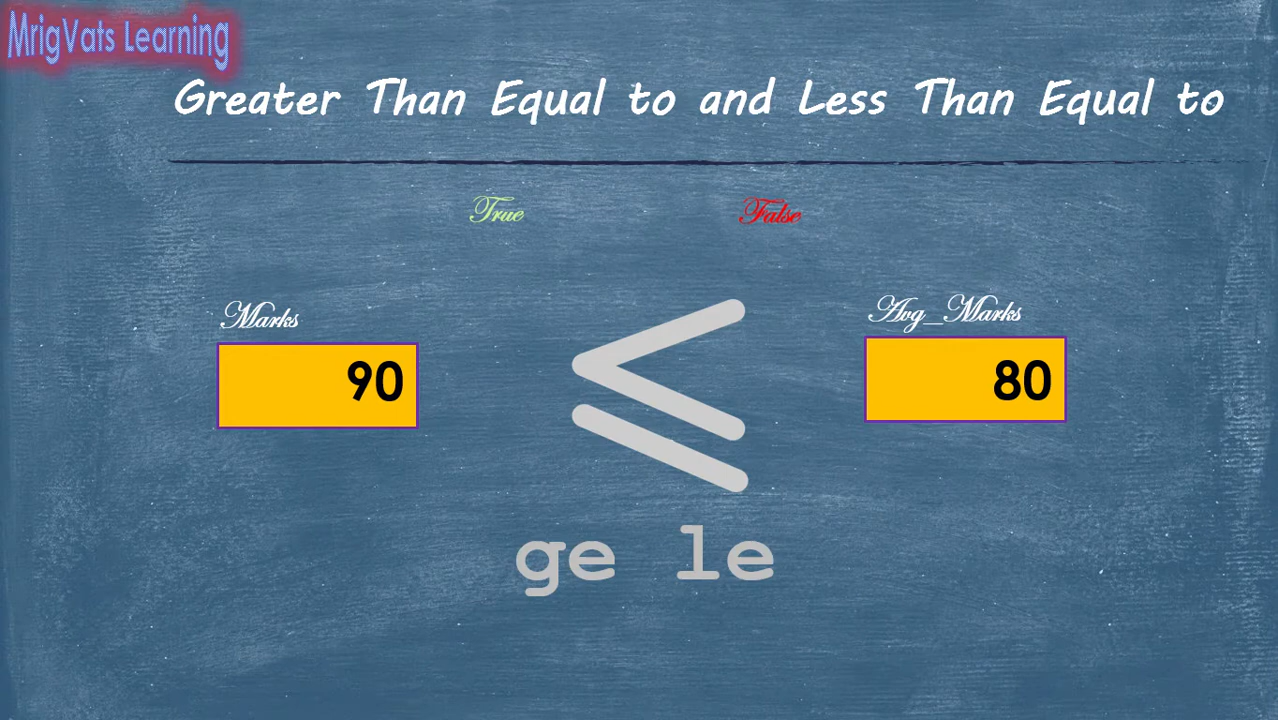 MrigVats Learning
Greater Than Equal to and Less Than Equal to
True False
Marks Avg_Marks
90 ≤ 80
ge le